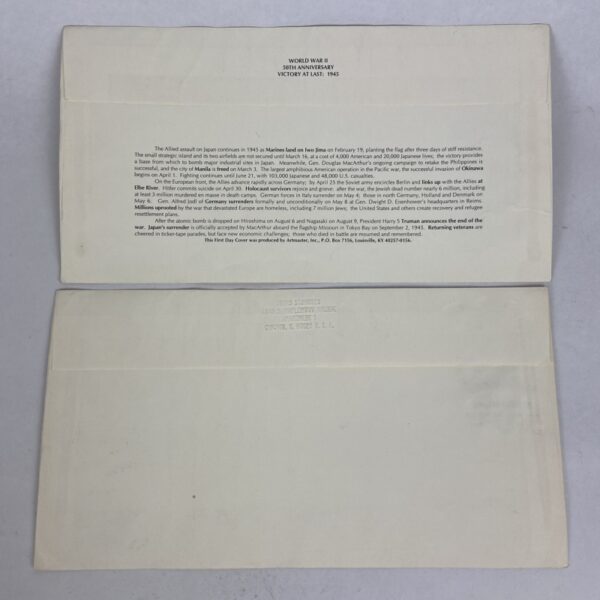 WORLD WAR II
50TH ANNIVERSARY
VICTORY AT LAST: 1945
The Allied assault on Japan continues in 1945 as Marines land on Iwo Jima on February 19, planting the flag after three days of stiff resistance.
The small strategic island and its two airfields are not secured until March 16, at a cost of 4,000 American and 20,000 Japanese lives; the victory provides
a base from which to bomb major industrial sites in Japan. Meanwhile, Gen. Douglas MacArthur's ongoing campaign to retake the Philippines is
successful, and the city of Manila is freed on March 3. The largest amphibious American operation in the Pacific war, the successful invasion of Okinawa
begins on April 1. Fighting continues until June 21, with 103,000 Japanese and 48,000 U.S. casualties.
On the European front, the Allies advance rapidly across Germany; by April 25 the Soviet army encircles Berlin and links up with the Allies at
Elbe River. Hitler commits suicide on April 30. Holocaust survivors rejoice and grieve; after the war, the Jewish dead number nearly 6 million, including
at least 3 million murdered en masse in death camps. German forces in Italy surrender on May 4; those in north Germany, Holland and Denmark on
May 6. Gen. Alfred Jodl of Germany surrenders formally and unconditionally on May 8 at Gen. Dwight D. Eisenhower's headquarters in Reims.
Millions uprooted by the war that devastated Europe are homeless, including 7 million Jews; the United States and others create recovery and refugee
resettlement plans.
After the atomic bomb is dropped on Hiroshima on August 6 and Nagasaki on August 9, President Harry S Truman announces the end of the
war. Japan's surrender is officially accepted by MacArthur aboard the flagship Missouri in Tokyo Bay on September 2, 1945. Returning veterans are
cheered in ticker-tape parades, but face new economic challenges; those who died in battle are mourned and remembered.
This First Day Cover was produced by Artmaster, Inc., P.O. Box 7156, Louisville, KY 40257-0156.